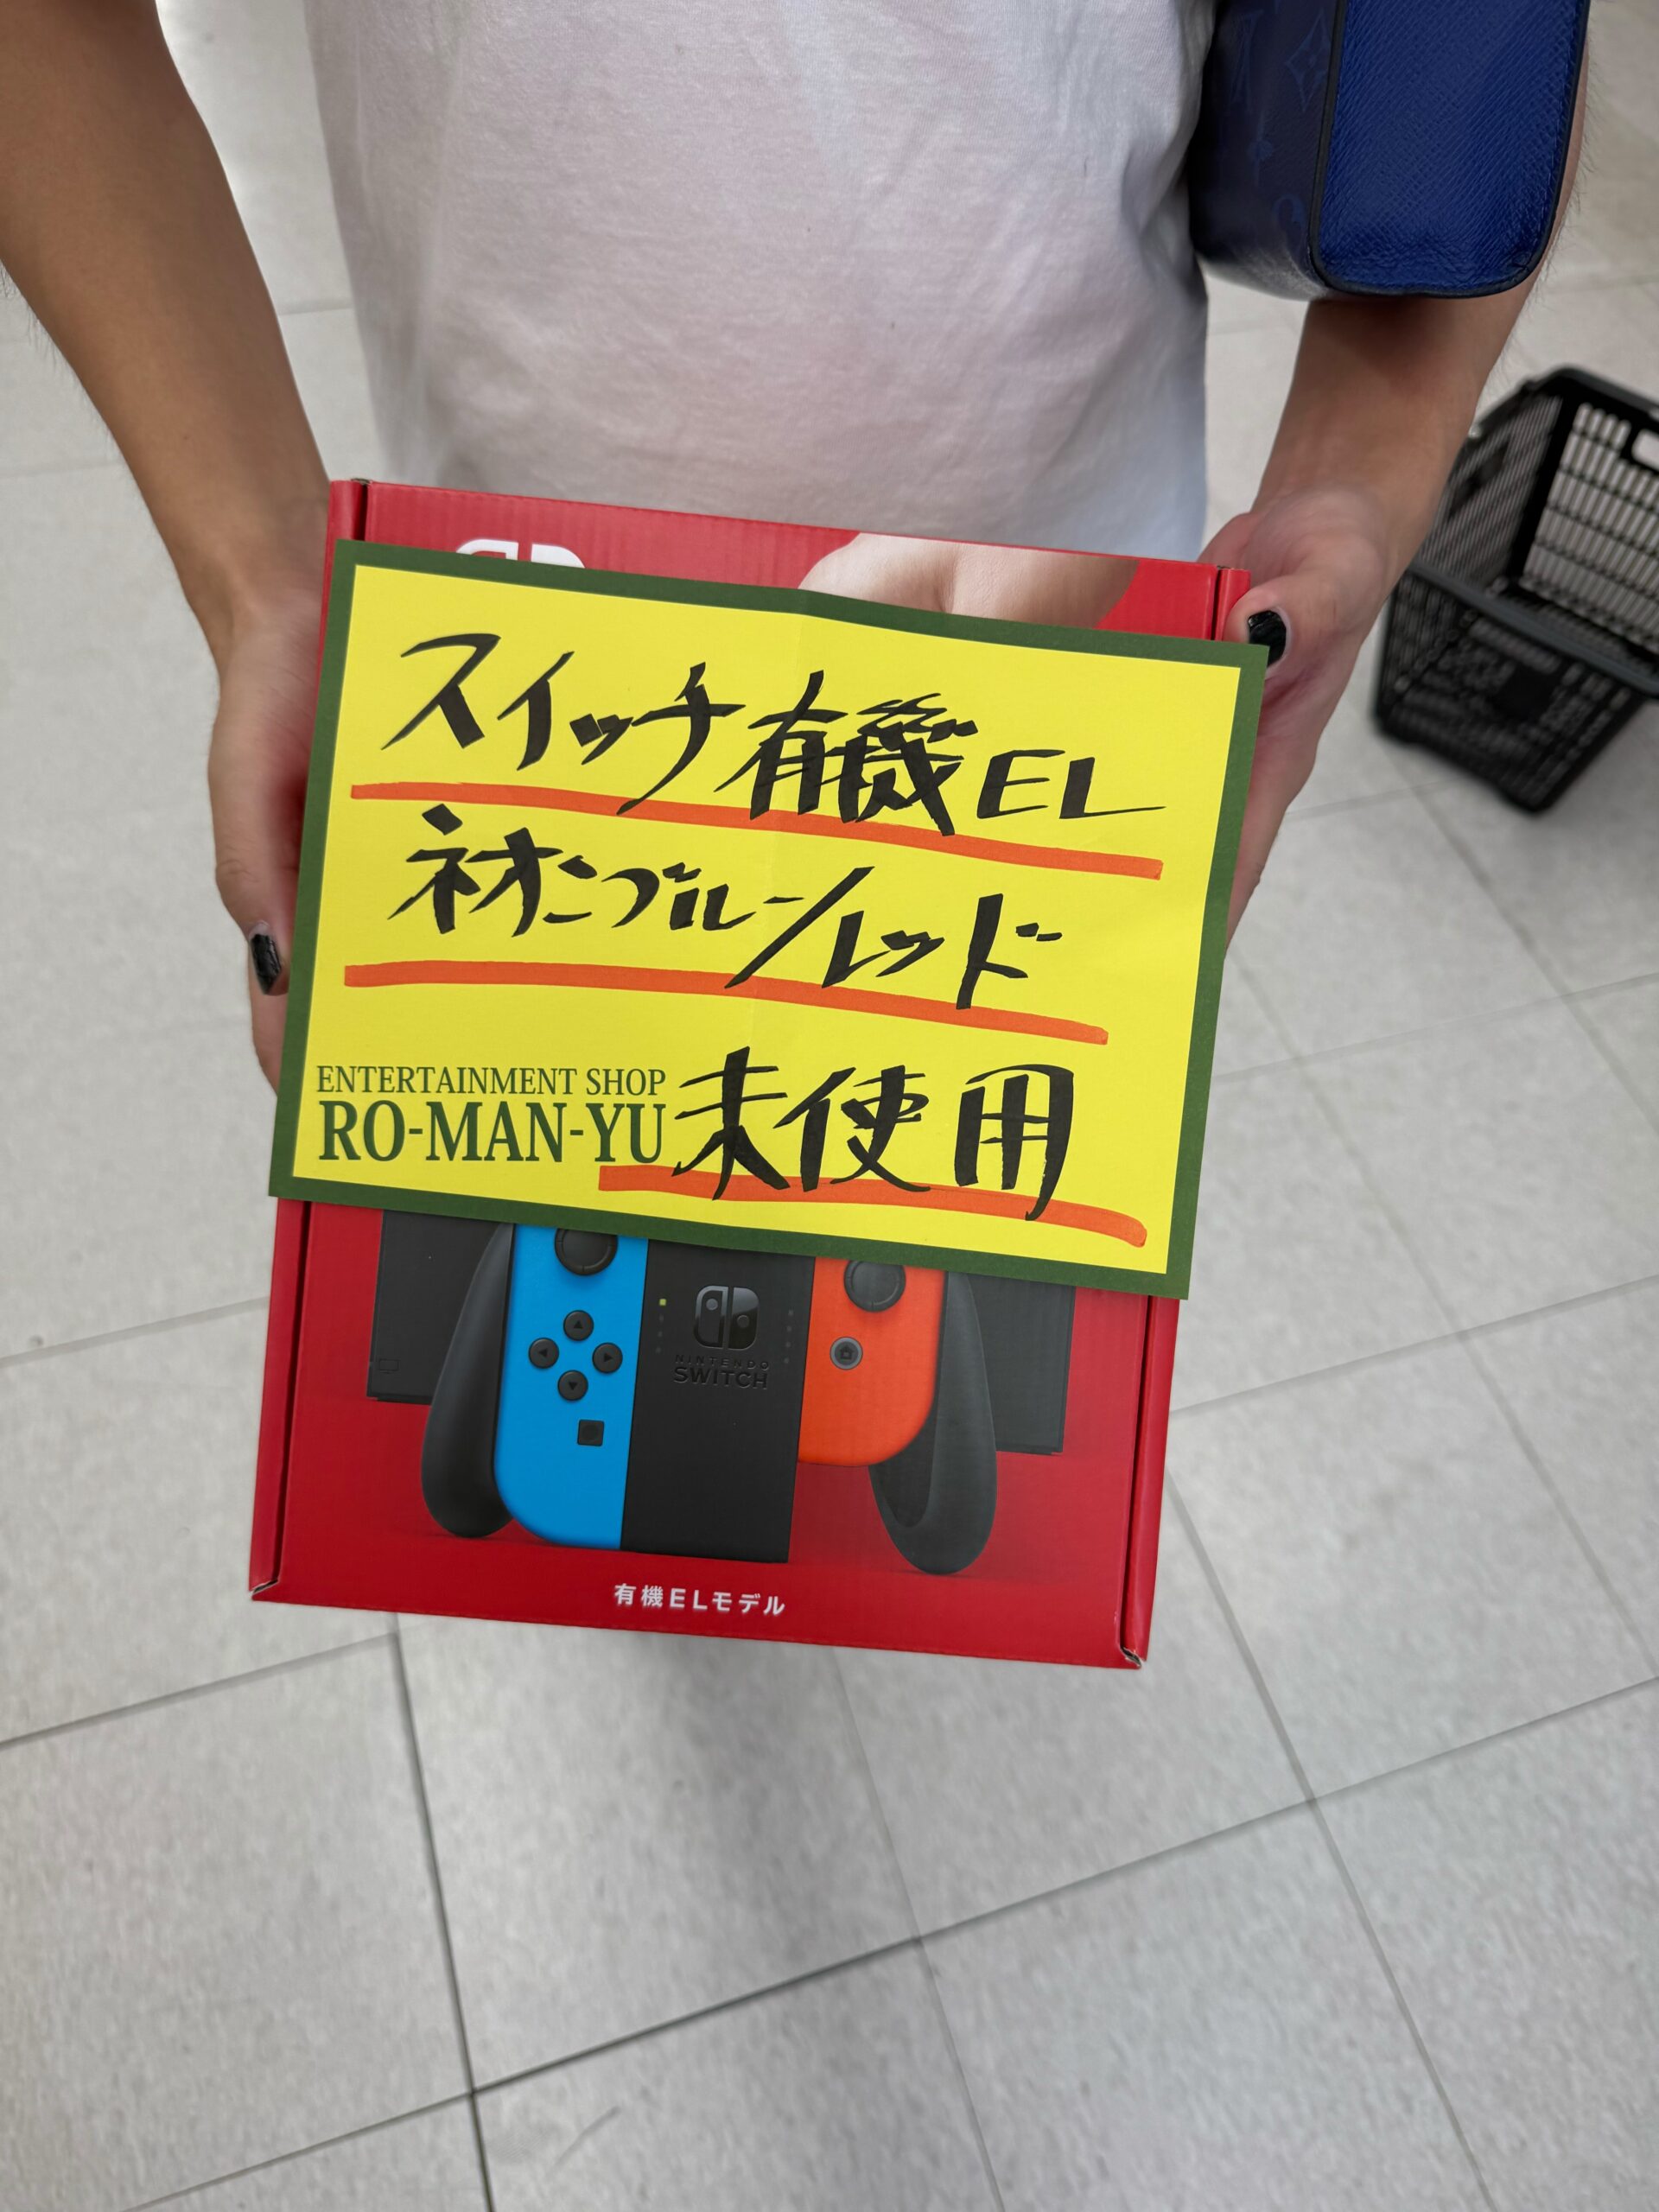 スイッチ有機EL
ネオンブルー/レッド
ENTERTAINMENT SHOP
RO-MAN-YU
未使用
NINTENDO
SWITCH
有機ELモデル